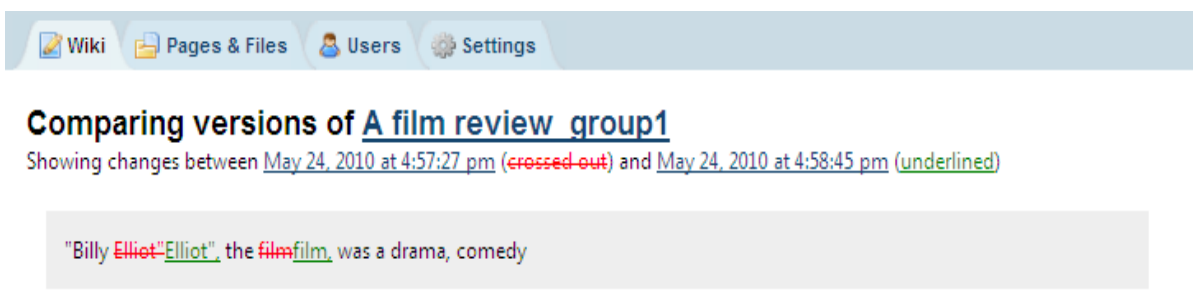 Wiki Pages & Files Users Settings
Comparing versions of A film review_group1
Showing changes between May 24, 2010 at 4:57:27 pm (crossed out) and May 24, 2010 at 4:58:45 pm (underlined)
"Billy Elliot"Elliot", the filmfilm, was a drama, comedy